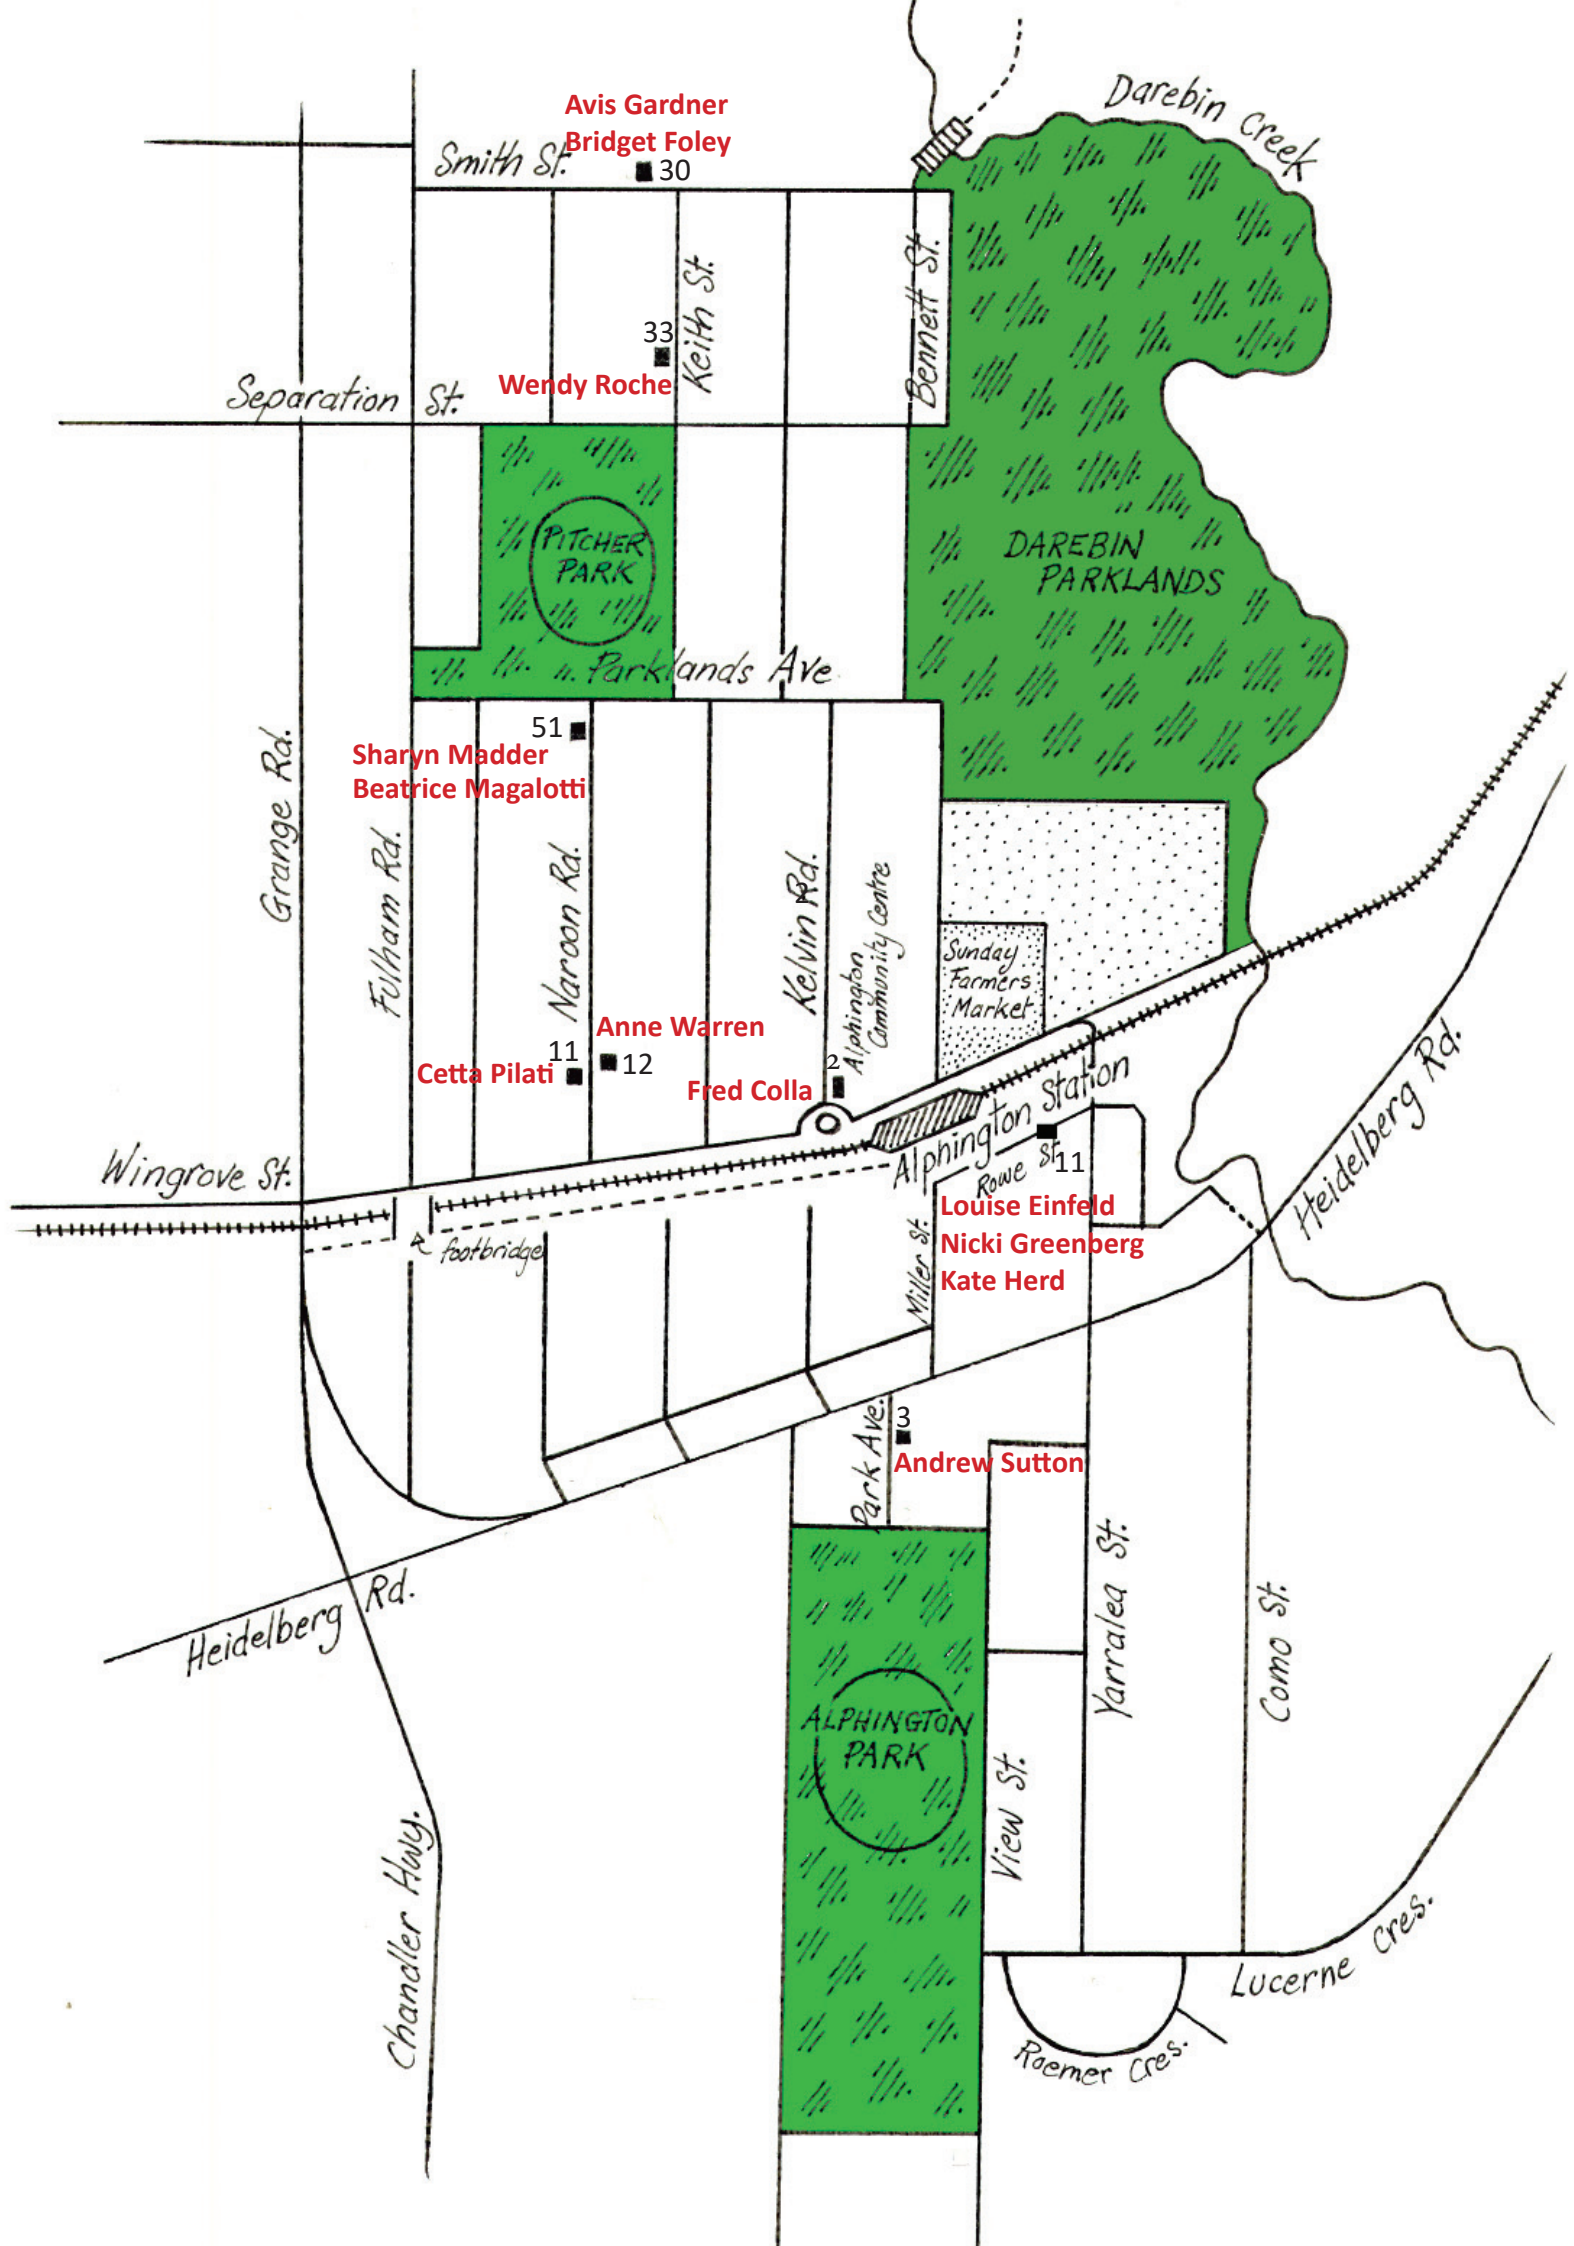 Darebin Creek
Avis Gardner
Bridget Foley
Smith St.
30
Keith St.
Bennett St.
33
Wendy Roche
Separation St.
PITCHER
PARK
DAREBIN
PARKLANDS
Parklands Ave
51
Sharyn Madder
Beatrice Magalotti
Grange Rd.
Fulham Rd.
Naroon Rd.
Kelvin Rd.
2
Alphington
Community Centre
Sunday
Farmers
Market
Anne Warren
11
12
Cetta Pilati
2
Fred Colla
Alphington Station
Heidelberg Rd.
Wingrove St.
Rowe St.
11
footbridge
Miller St.
Louise Einfeld
Nicki Greenberg
Kate Herd
Park Ave.
3
Andrew Sutton
Heidelberg Rd.
Yarralea St.
Como St.
ALPHINGTON
PARK
View St.
Chandler Hwy.
Lucerne Cres.
Roemer Cres.